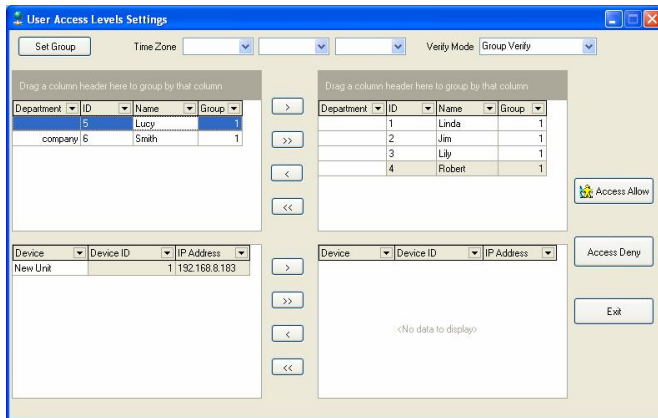 User Access Levels Settings
Set Group Time Zone Verify Mode Group Verify
Drag a column header here to group by that column
Department ID Name Group
5 Lucy 1
company 6 Smith 1
>
>>
<
<<
Drag a column header here to group by that column
Department ID Name Group
1 Linda 1
2 Jim 1
3 Lily 1
4 Robert 1
Access Allow
Access Deny
Exit
Device Device ID IP Address
New Unit 1 192.168.8.183
>
>>
<
<<
Device Device ID IP Address
<No data to display>